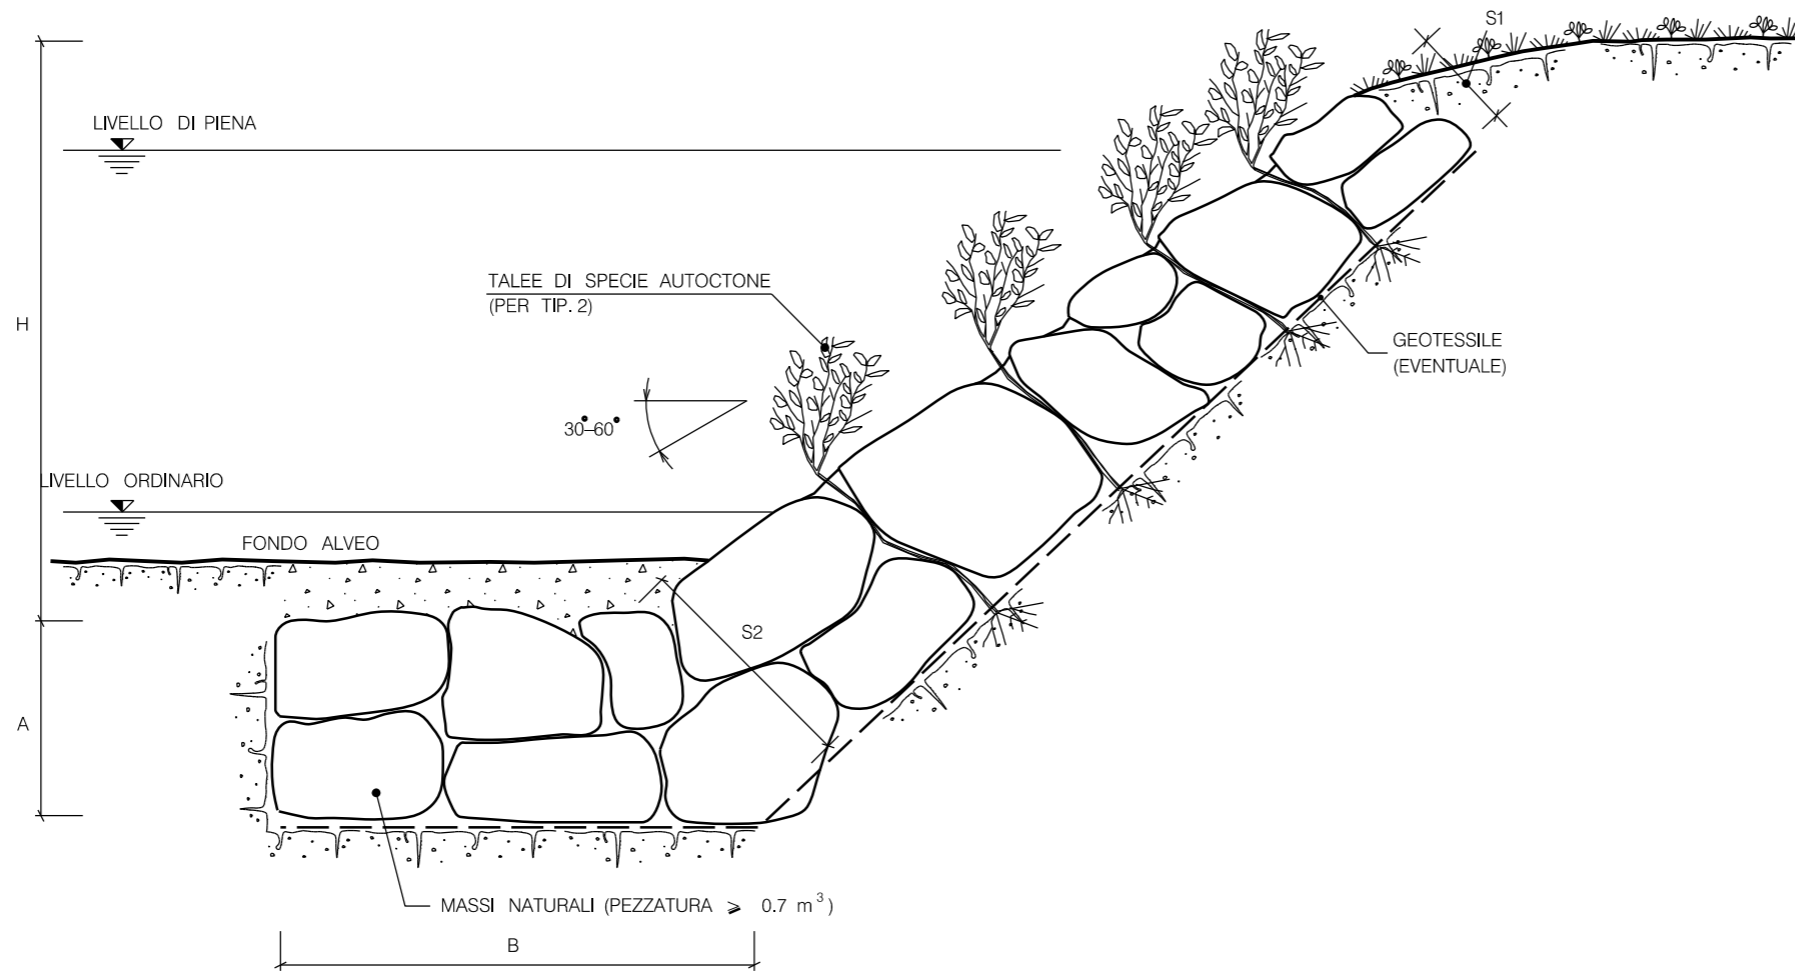 S1
LIVELLO DI PIENA
TALEE DI SPECIE AUTOCTONE
(PER TIP. 2)
H
GEOTESSILE
(EVENTUALE)
30°-60°
LIVELLO ORDINARIO
FONDO ALVEO
S2
A
MASSI NATURALI (PEZZATURA ≥ 0.7 m³)
B